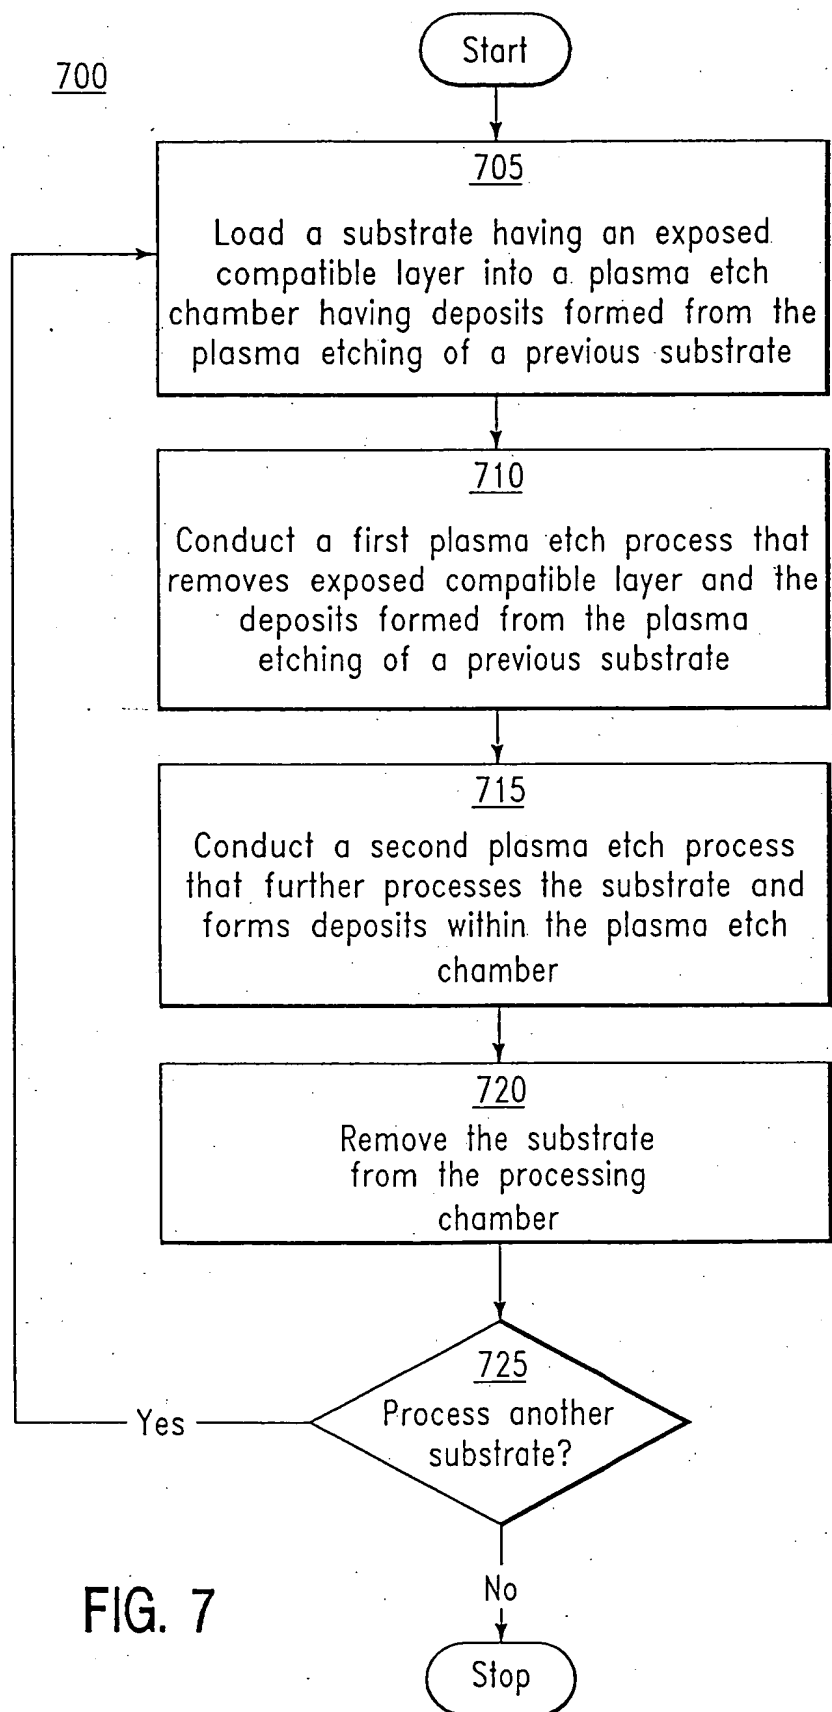 700
Start
705
Load a substrate having an exposed
compatible layer into a plasma etch
chamber having deposits formed from the
plasma etching of a previous substrate
710
Conduct a first plasma etch process that
removes exposed compatible layer and the
deposits formed from the plasma
etching of a previous substrate
715
Conduct a second plasma etch process
that further processes the substrate and
forms deposits within the plasma etch
chamber
720
Remove the substrate
from the processing
chamber
725
Process another
substrate?
Yes
No
Stop
FIG. 7